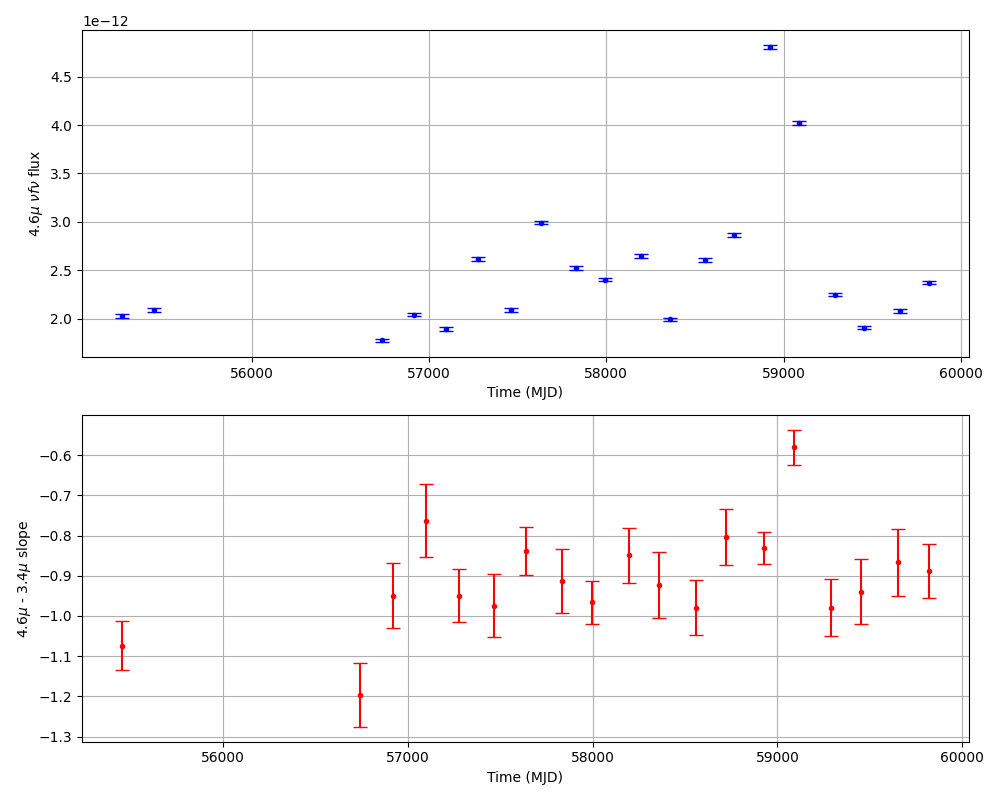 1e−12
4.6μ νfν flux
4.5
4.0
3.5
3.0
2.5
2.0
56000 57000 58000 59000 60000
Time (MJD)
4.6μ - 3.4μ slope
−0.6
−0.7
−0.8
−0.9
−1.0
−1.1
−1.2
−1.3
56000 57000 58000 59000 60000
Time (MJD)